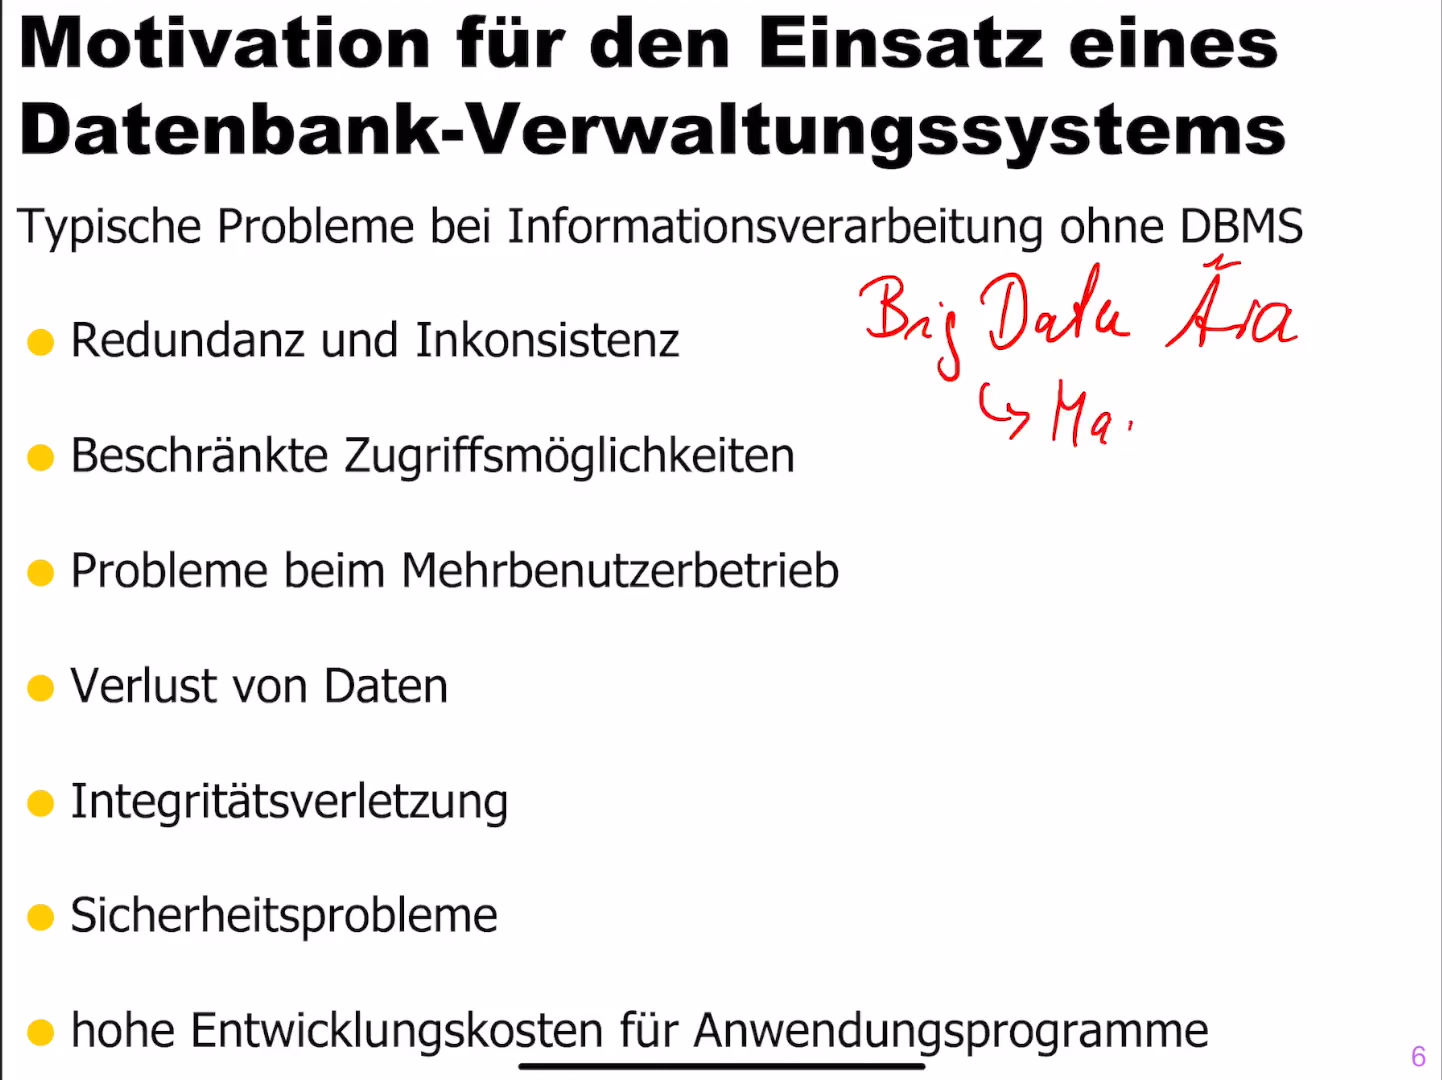 Motivation für den Einsatz eines
Datenbank-Verwaltungssystems
Typische Probleme bei Informationsverarbeitung ohne DBMS
Big Data Ära
↳ Ma
Redundanz und Inkonsistenz
Beschränkte Zugriffsmöglichkeiten
Probleme beim Mehrbenutzerbetrieb
Verlust von Daten
Integritätsverletzung
Sicherheitsprobleme
hohe Entwicklungskosten für Anwendungsprogramme
6